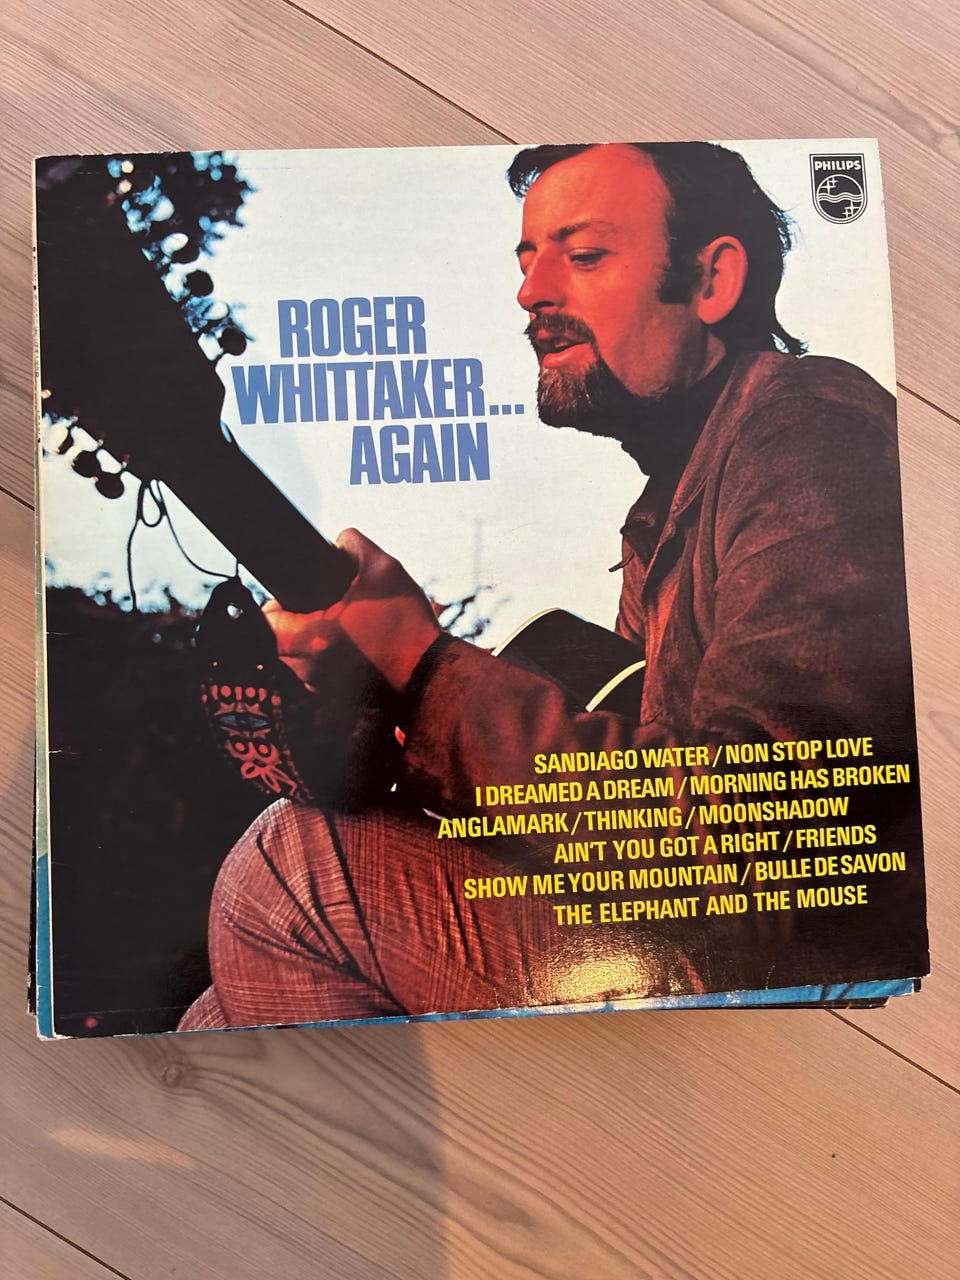 PHILIPS
ROGER
WHITTAKER...
AGAIN
SANDIAGO WATER / NON STOP LOVE
I DREAMED A DREAM / MORNING HAS BROKEN
ANGLAMARK / THINKING / MOONSHADOW
AIN'T YOU GOT A RIGHT / FRIENDS
SHOW ME YOUR MOUNTAIN / BULLE DE SAVON
THE ELEPHANT AND THE MOUSE